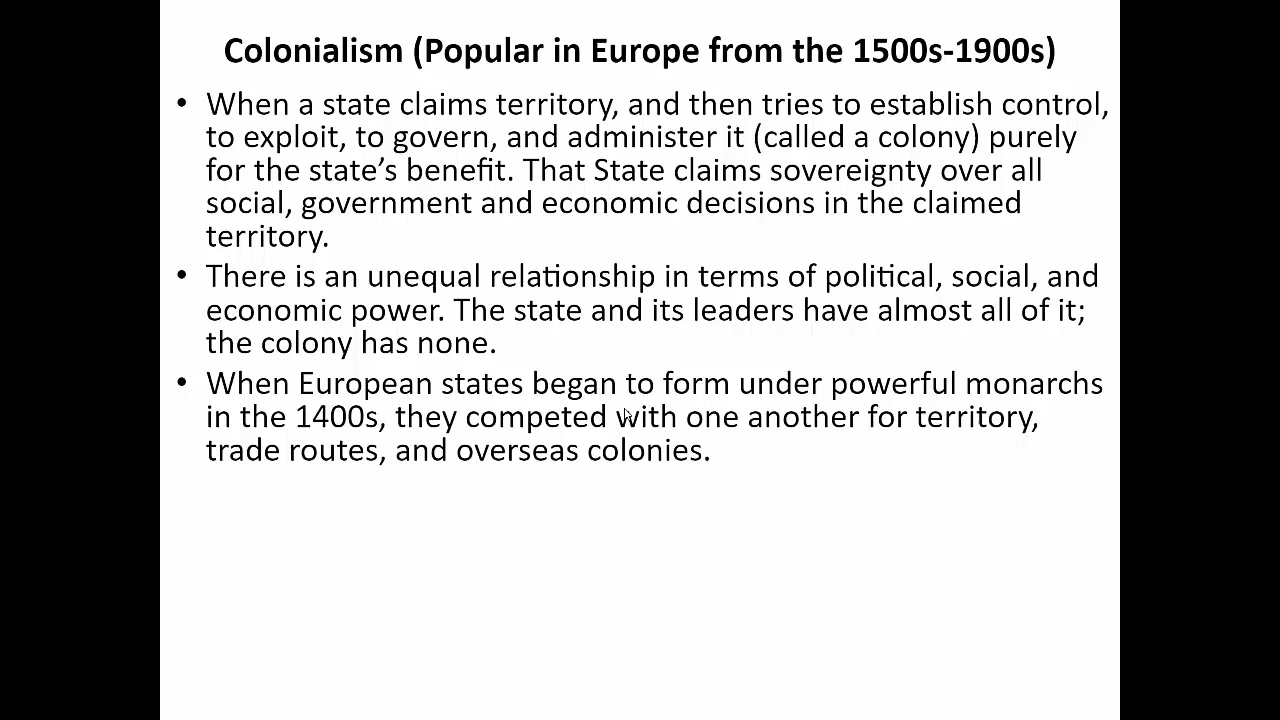 Colonialism (Popular in Europe from the 1500s-1900s)
• When a state claims territory, and then tries to establish control,
to exploit, to govern, and administer it (called a colony) purely
for the state’s benefit. That State claims sovereignty over all
social, government and economic decisions in the claimed
territory.
• There is an unequal relationship in terms of political, social, and
economic power. The state and its leaders have almost all of it;
the colony has none.
• When European states began to form under powerful monarchs
in the 1400s, they competed with one another for territory,
trade routes, and overseas colonies.